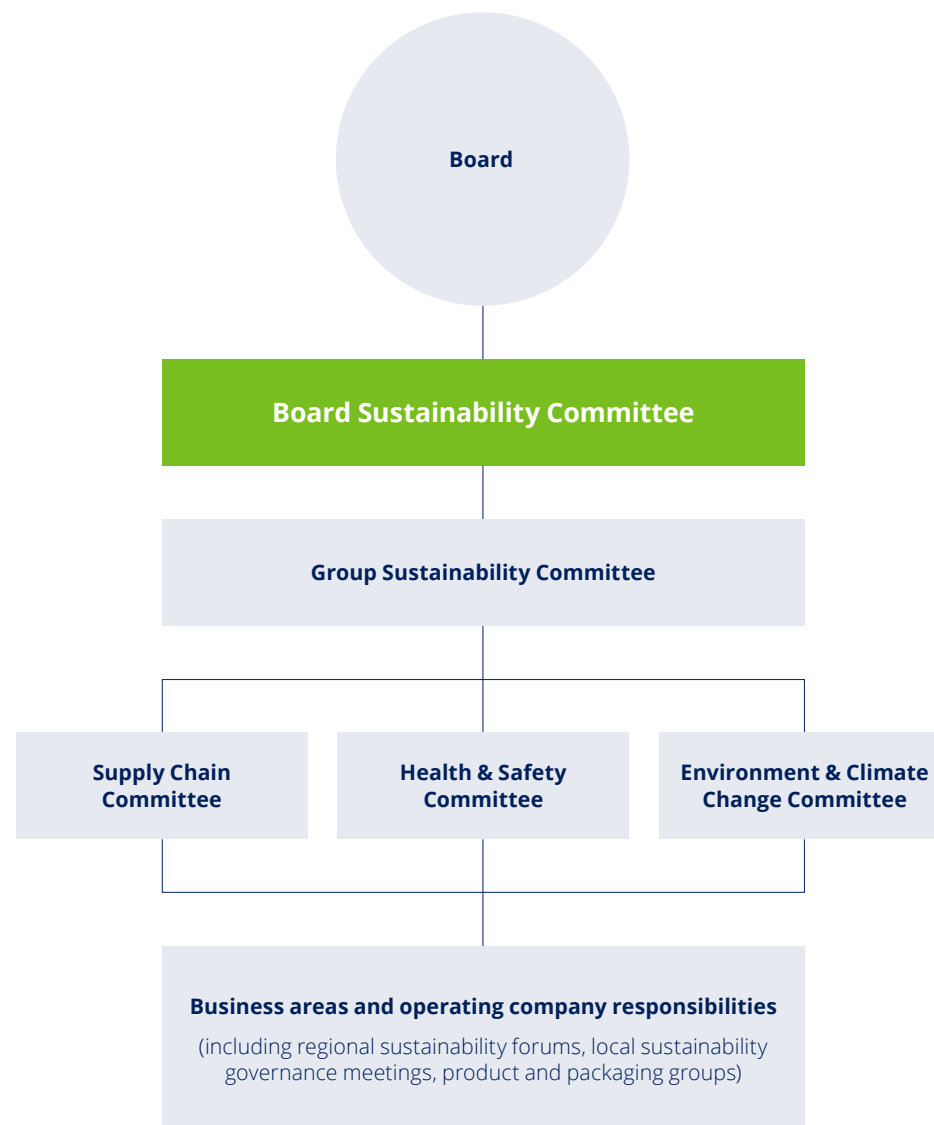 Board
Board Sustainability Committee
Group Sustainability Committee
Supply Chain
Committee
Health & Safety
Committee
Environment & Climate
Change Committee
Business areas and operating company responsibilities
(including regional sustainability forums, local sustainability
governance meetings, product and packaging groups)